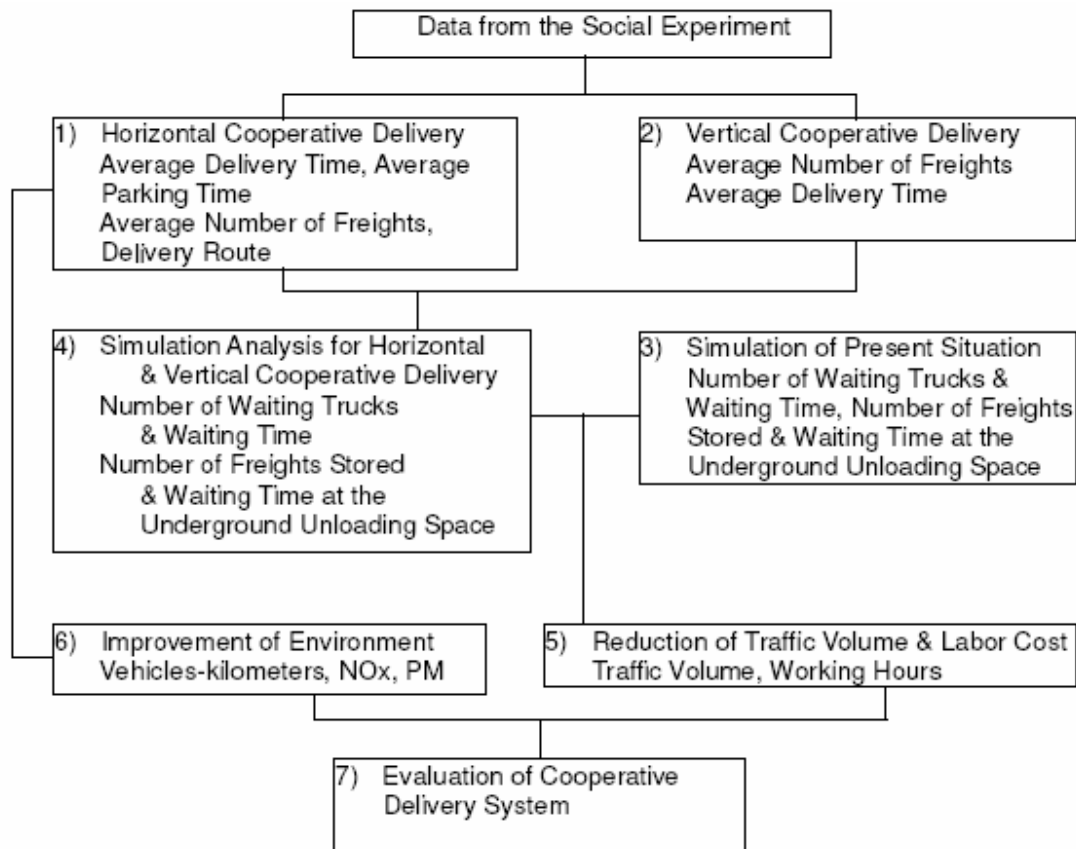 Data from the Social Experiment
1) Horizontal Cooperative Delivery
Average Delivery Time, Average
Parking Time
Average Number of Freights,
Delivery Route
2) Vertical Cooperative Delivery
Average Number of Freights
Average Delivery Time
4) Simulation Analysis for Horizontal
& Vertical Cooperative Delivery
Number of Waiting Trucks
& Waiting Time
Number of Freights Stored
& Waiting Time at the
Underground Unloading Space
3) Simulation of Present Situation
Number of Waiting Trucks &
Waiting Time, Number of Freights
Stored & Waiting Time at the
Underground Unloading Space
6) Improvement of Environment
Vehicles-kilometers, NOx, PM
5) Reduction of Traffic Volume & Labor Cost
Traffic Volume, Working Hours
7) Evaluation of Cooperative
Delivery System